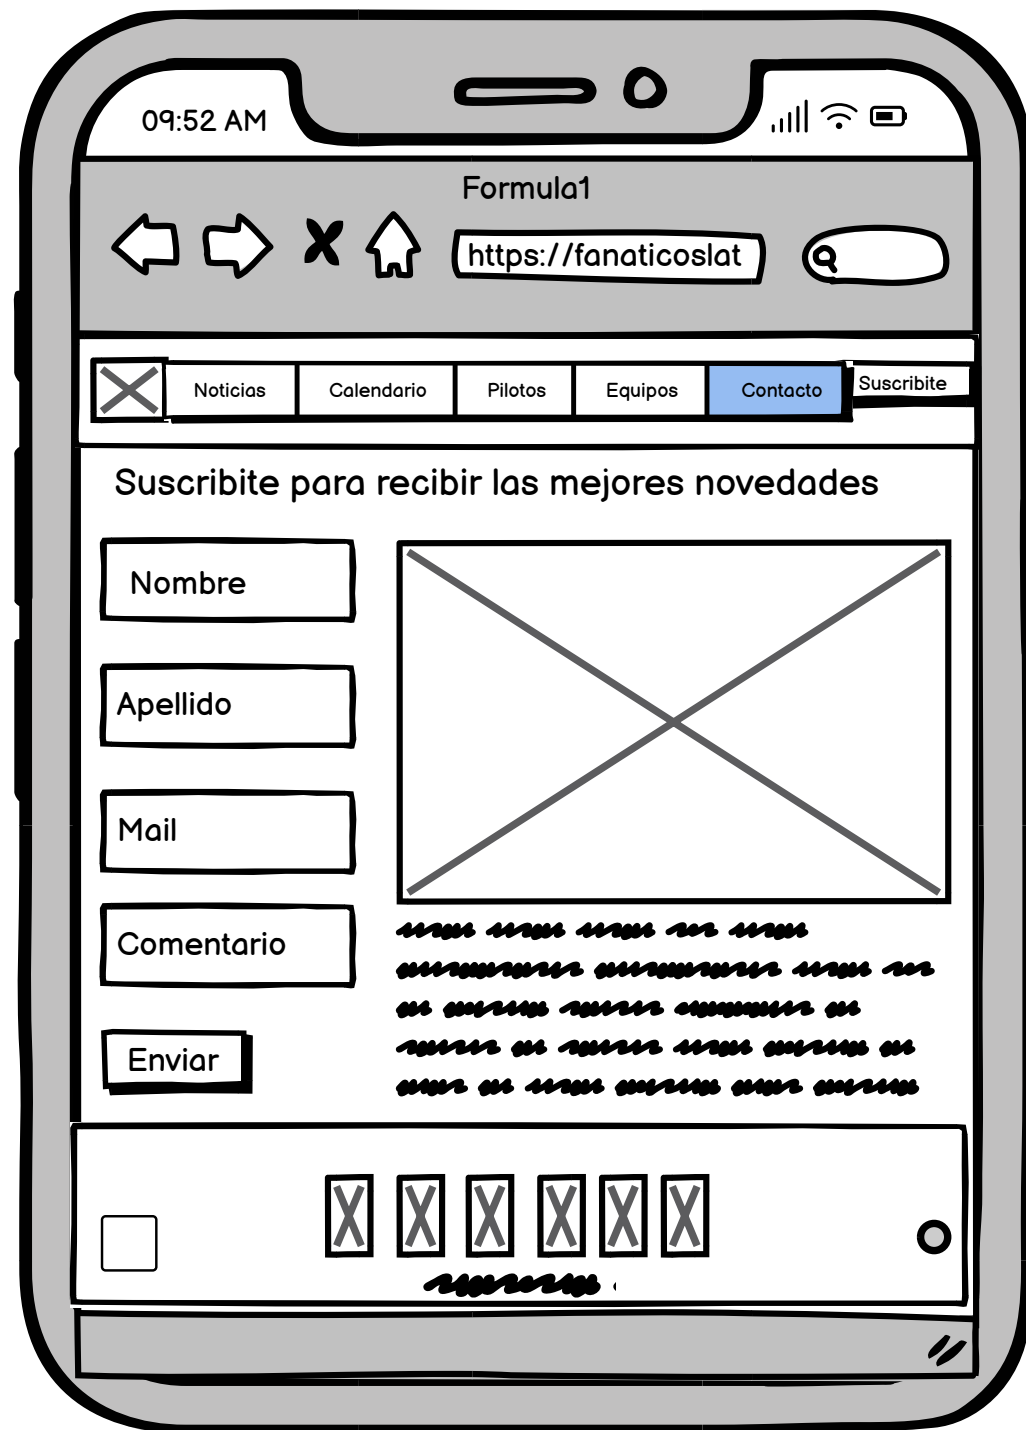 09:52 AM
Formula1
https://fanaticoslat
Noticias Calendario Pilotos Equipos Contacto Suscribite
Suscribite para recibir las mejores novedades
Nombre
Apellido
Mail
Comentario
Enviar